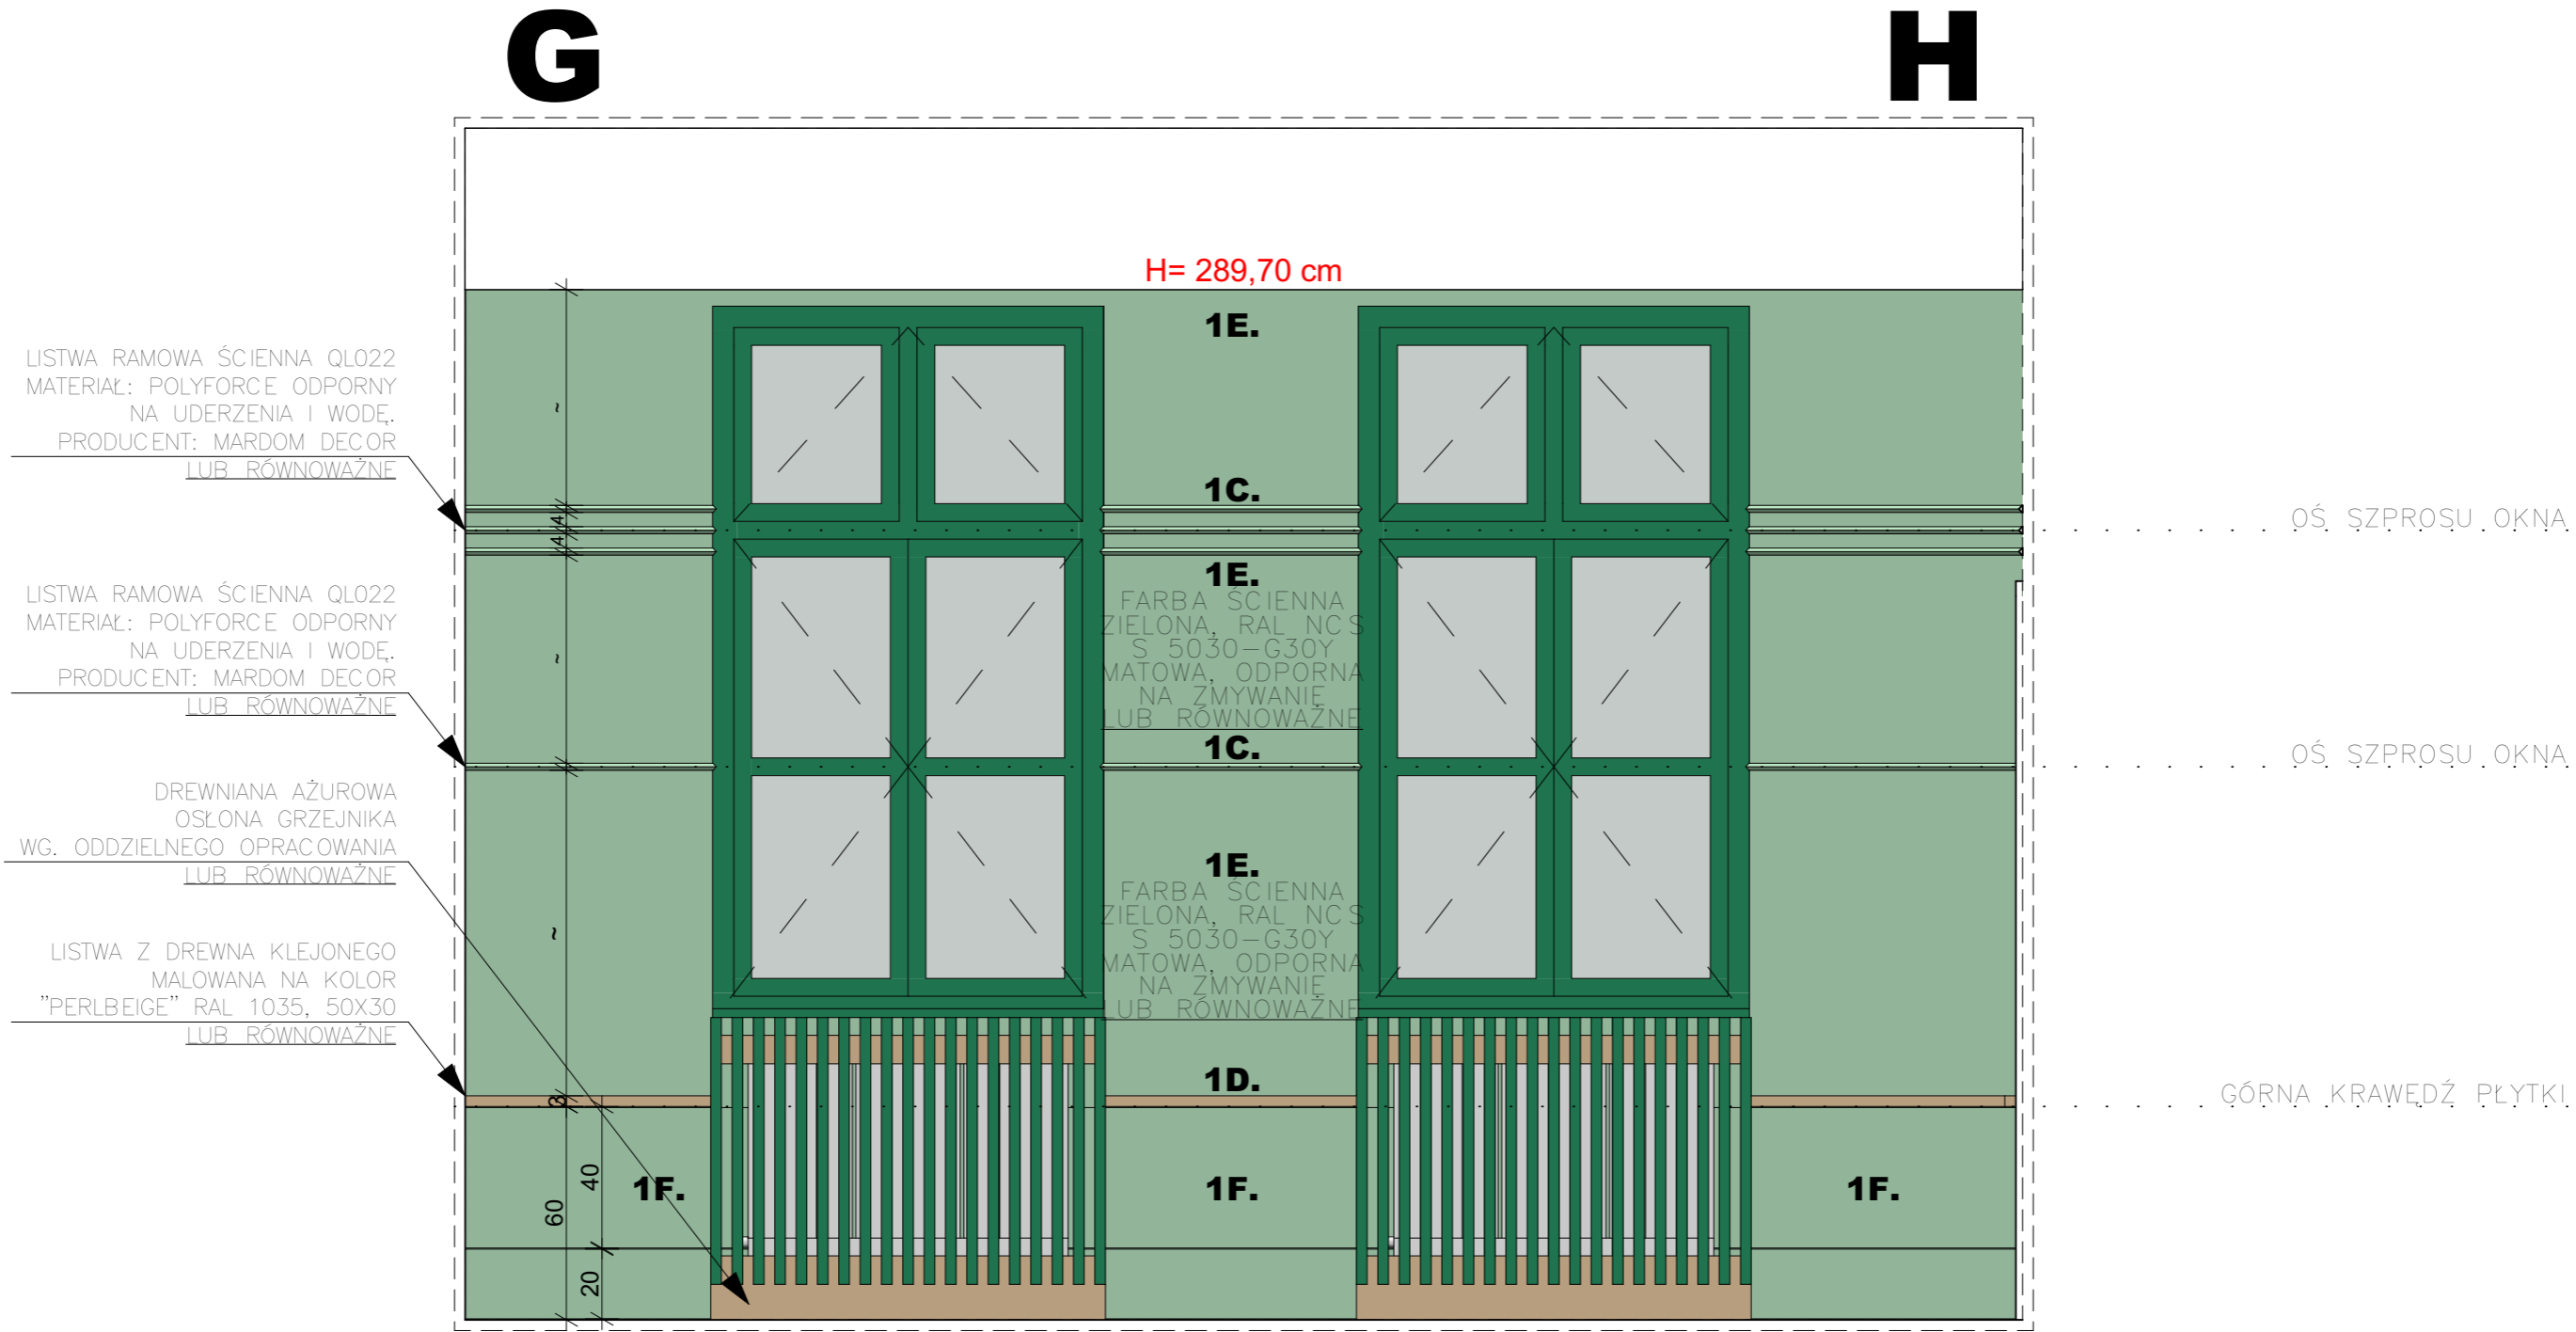 G
H
H= 289,70 cm
1E.
LISTWA RAMOWA ŚCIENNA QL022
MATERIAŁ: POLYFORCE ODPORNY
NA UDERZENIA I WODĘ.
PRODUCENT: MARDOM DECOR
LUB RÓWNOWAŻNE
~
1C.
4
4
OŚ SZPROSU OKNA
1E.
FARBA ŚCIENNA
ZIELONA, RAL NCS
S 5030-G30Y
MATOWA, ODPORNA
NA ZMYWANIE
LUB RÓWNOWAŻNE
LISTWA RAMOWA ŚCIENNA QL022
MATERIAŁ: POLYFORCE ODPORNY
NA UDERZENIA I WODĘ.
PRODUCENT: MARDOM DECOR
LUB RÓWNOWAŻNE
~
1C.
OŚ SZPROSU OKNA
DREWNIANA AŻUROWA
OSŁONA GRZEJNIKA
WG. ODDZIELNEGO OPRACOWANIA
LUB RÓWNOWAŻNE
1E.
FARBA ŚCIENNA
ZIELONA, RAL NCS
S 5030-G30Y
MATOWA, ODPORNA
NA ZMYWANIE
LUB RÓWNOWAŻNE
~
LISTWA Z DREWNA KLEJONEGO
MALOWANA NA KOLOR
"PERLBEIGE" RAL 1035, 50X30
LUB RÓWNOWAŻNE
1D.
3
GÓRNA KRAWĘDŹ PŁYTKI
60
40
1F.
1F.
1F.
20